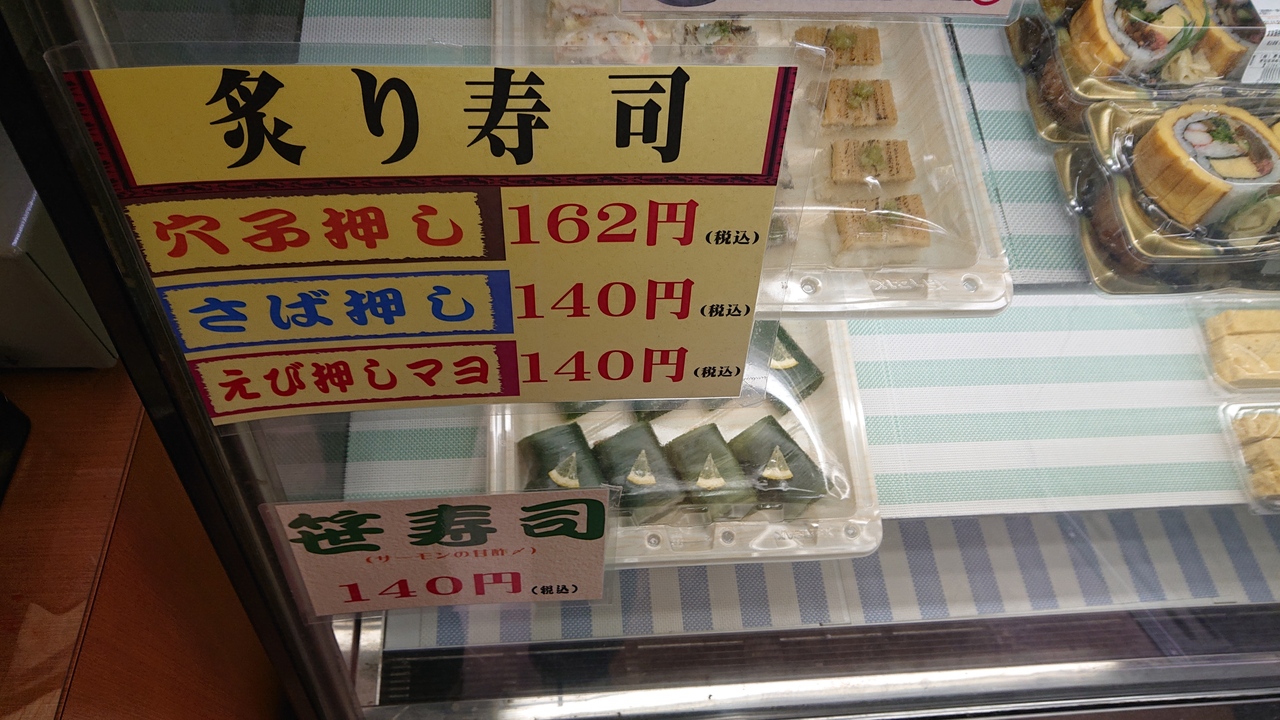 炙り寿司
穴子押し 162円(税込)
さば押し 140円(税込)
えび押しマヨ 140円(税込)
笹寿司
(サーモンの甘酢〆)
140円(税込)